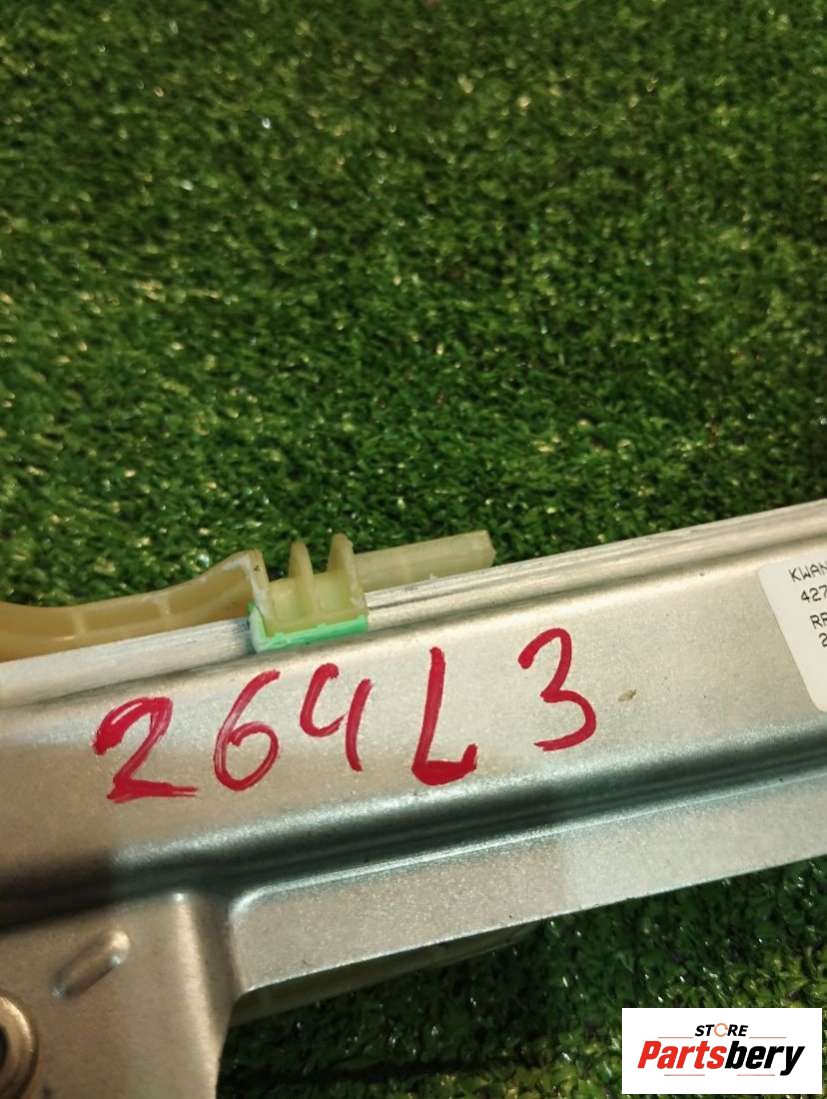 KWAN
427
RR
2
264L3
STORE
Partsbery